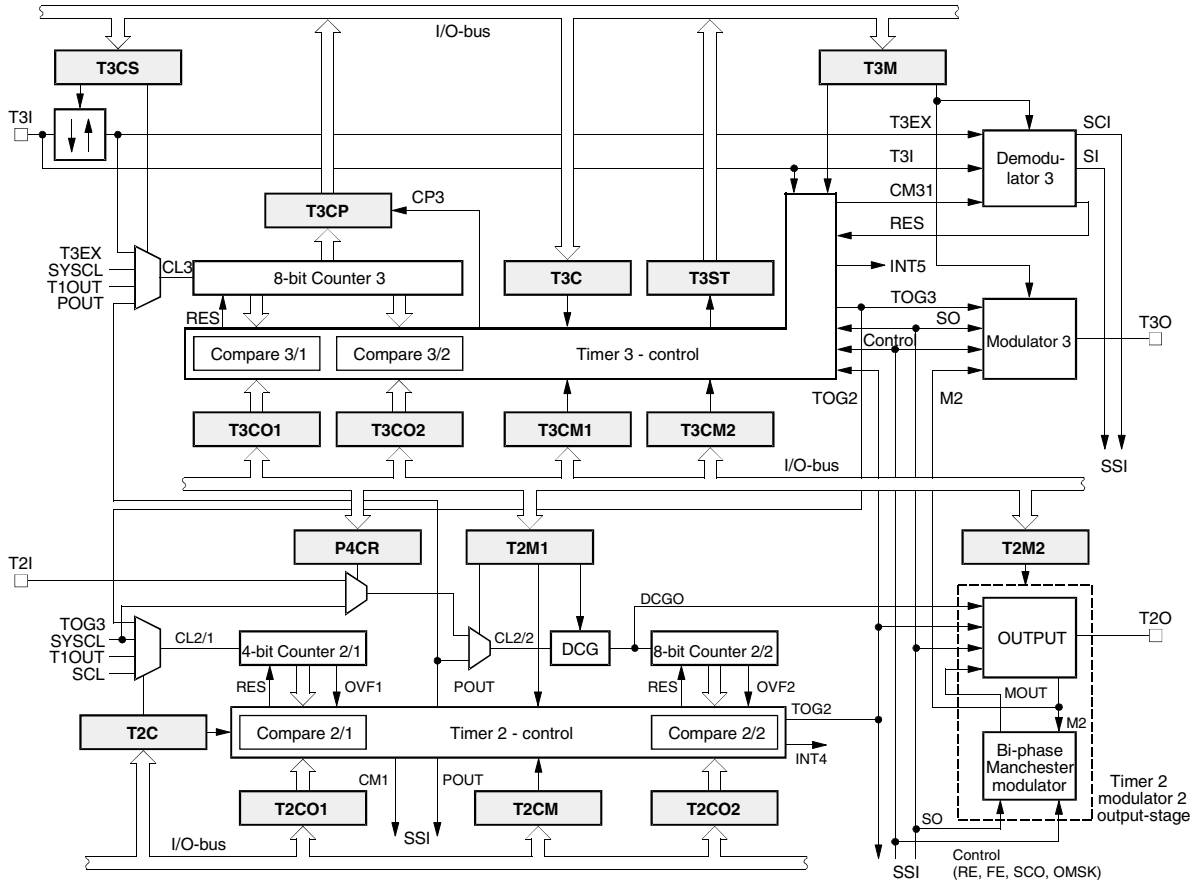 I/O-bus
T3CS
T3M
T3I
T3EX
SCI
T3I
SI
Demodu-
lator 3
CM31
T3CP
CP3
RES
T3EX
SYSCL
T1OUT
POUT
CL3
8-bit Counter 3
T3C
T3ST
INT5
RES
TOG3
SO
Control
Modulator 3
T3O
Compare 3/1
Compare 3/2
Timer 3 - control
TOG2
M2
T3CO1
T3CO2
T3CM1
T3CM2
SSI
I/O-bus
P4CR
T2M1
T2M2
T2I
DCGO
T2O
TOG3
SYSCL
T1OUT
SCL
CL2/1
4-bit Counter 2/1
CL2/2
DCG
8-bit Counter 2/2
OUTPUT
RES
OVF1
POUT
RES
OVF2
MOUT
TOG2
M2
T2C
Compare 2/1
Timer 2 - control
Compare 2/2
INT4
Bi-phase
Manchester
modulator
CM1
POUT
T2CO1
T2CM
T2CO2
SSI
Timer 2
modulator 2
output-stage
SO
I/O-bus
SSI
Control
(RE, FE, SCO, OMSK)